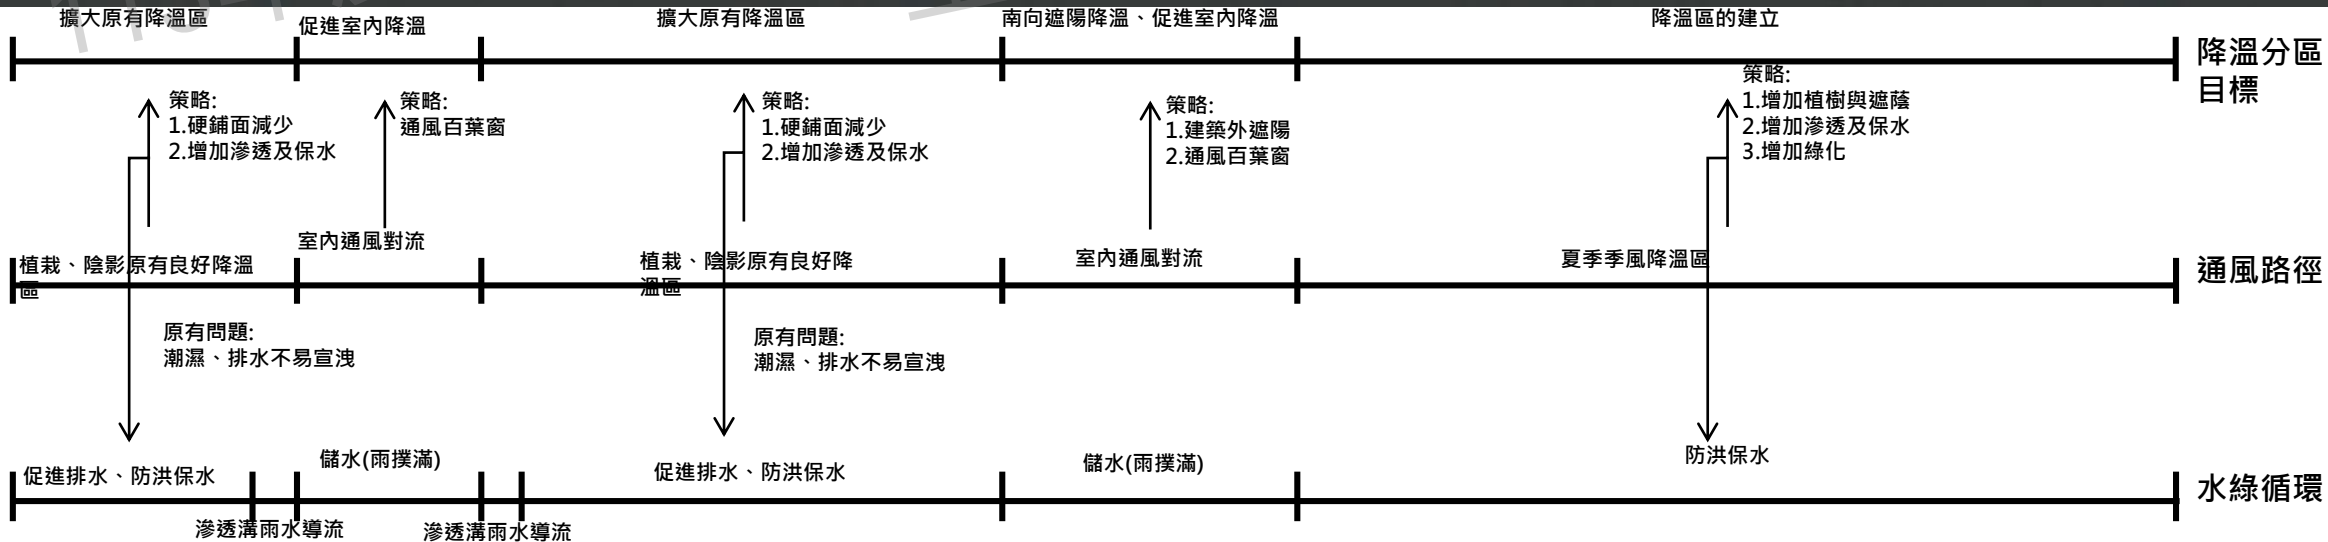 擴大原有降溫區
促進室內降溫
擴大原有降溫區
南向遮陽降溫、促進室內降溫
降溫區的建立
降溫分區
目標
策略:
1.硬鋪面減少
2.增加滲透及保水
策略:
通風百葉窗
策略:
1.硬鋪面減少
2.增加滲透及保水
策略:
1.建築外遮陽
2.通風百葉窗
策略:
1.增加植樹與遮蔭
2.增加滲透及保水
3.增加綠化
植栽、陰影原有良好降溫
區
室內通風對流
植栽、陰影原有良好降
溫區
室內通風對流
夏季季風降溫區
通風路徑
原有問題:
潮濕、排水不易宣洩
原有問題:
潮濕、排水不易宣洩
促進排水、防洪保水
儲水(雨撲滿)
促進排水、防洪保水
儲水(雨撲滿)
防洪保水
水綠循環
滲透溝雨水導流
滲透溝雨水導流